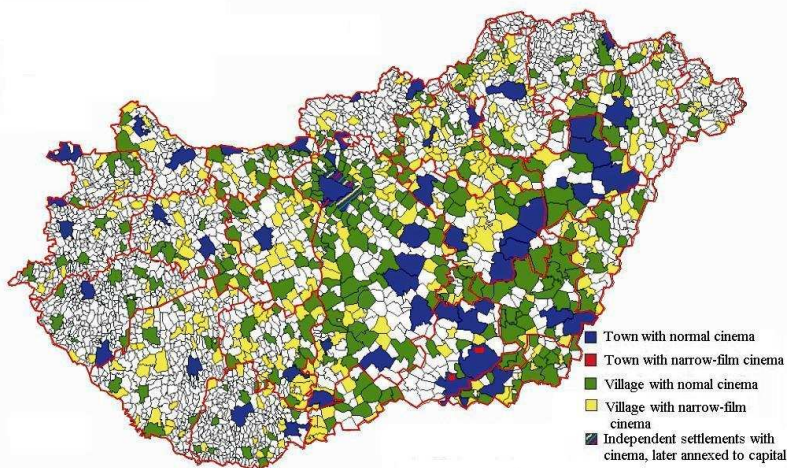 Town with normal cinema
Town with narrow-film cinema
Village with nomal cinema
Village with narrow-film
cinema
Independent settlements with
cinema, later annexed to capital